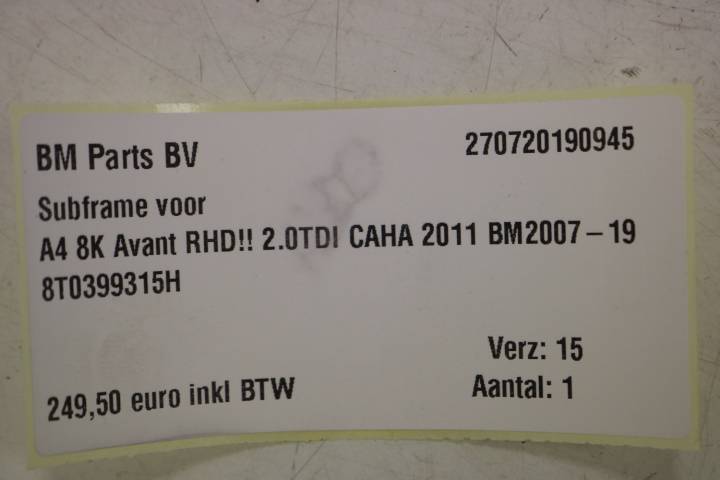 BM Parts BV 270720190945
Subframe voor
A4 8K Avant RHD!! 2.0TDI CAHA 2011 BM2007-19
8T0399315H
Verz: 15
249,50 euro inkl BTW Aantal: 1